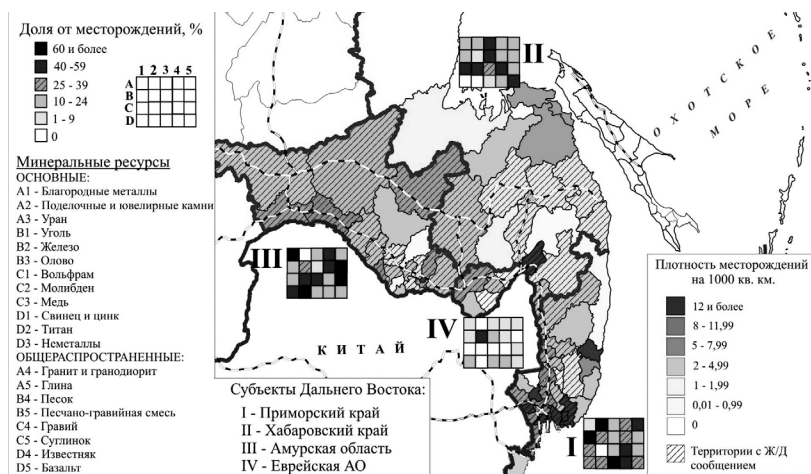 Доля от месторождений, %
60 и более
40 -59
25 - 39
10 - 24
1 - 9
0
1 2 3 4 5
A
B
C
D
Минеральные ресурсы
ОСНОВНЫЕ:
A1 - Благородные металлы
A2 - Поделочные и ювелирные камни
A3 - Уран
B1 - Уголь
B2 - Железо
B3 - Олово
C1 - Вольфрам
C2 - Молибден
C3 - Медь
D1 - Свинец и цинк
D2 - Титан
D3 - Неметаллы
ОБЩЕРАСПРОСТРАНЕННЫЕ:
A4 - Гранит и гранодиорит
A5 - Глина
B4 - Песок
B5 - Песчано-гравийная смесь
C4 - Гравий
C5 - Суглинок
D4 - Известняк
D5 - Базальт
II
ОХОТСКОЕ
МОРЕ
III
IV
КИТАЙ
I
Субъекты Дальнего Востока:
I - Приморский край
II - Хабаровский край
III - Амурская область
IV - Еврейская АО
Плотность месторождений
на 1000 кв. км.
12 и более
8 - 11,99
5 - 7,99
2 - 4,99
1 - 1,99
0,01 - 0,99
0
Территории с Ж/Д
сообщением